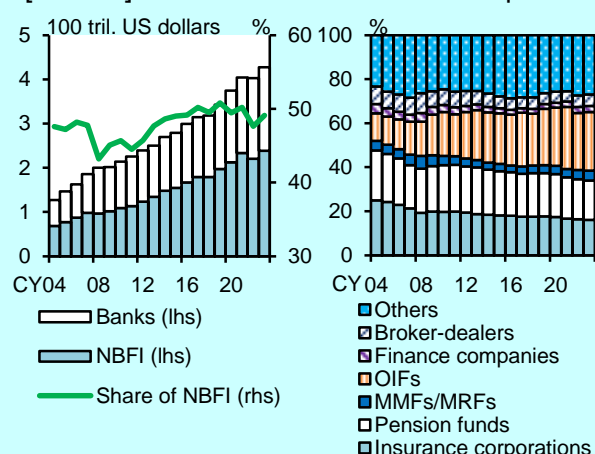 100 tril. US dollars
%
5
4
3
2
1
0
60
50
40
30
CY04 08 12 16 20
Banks (lhs)
NBFI (lhs)
Share of NBFI (rhs)
%
100
80
60
40
20
0
CY04 08 12 16 20
Others
Broker-dealers
Finance companies
OIFs
MMFs/MRFs
Pension funds
Insurance corporations